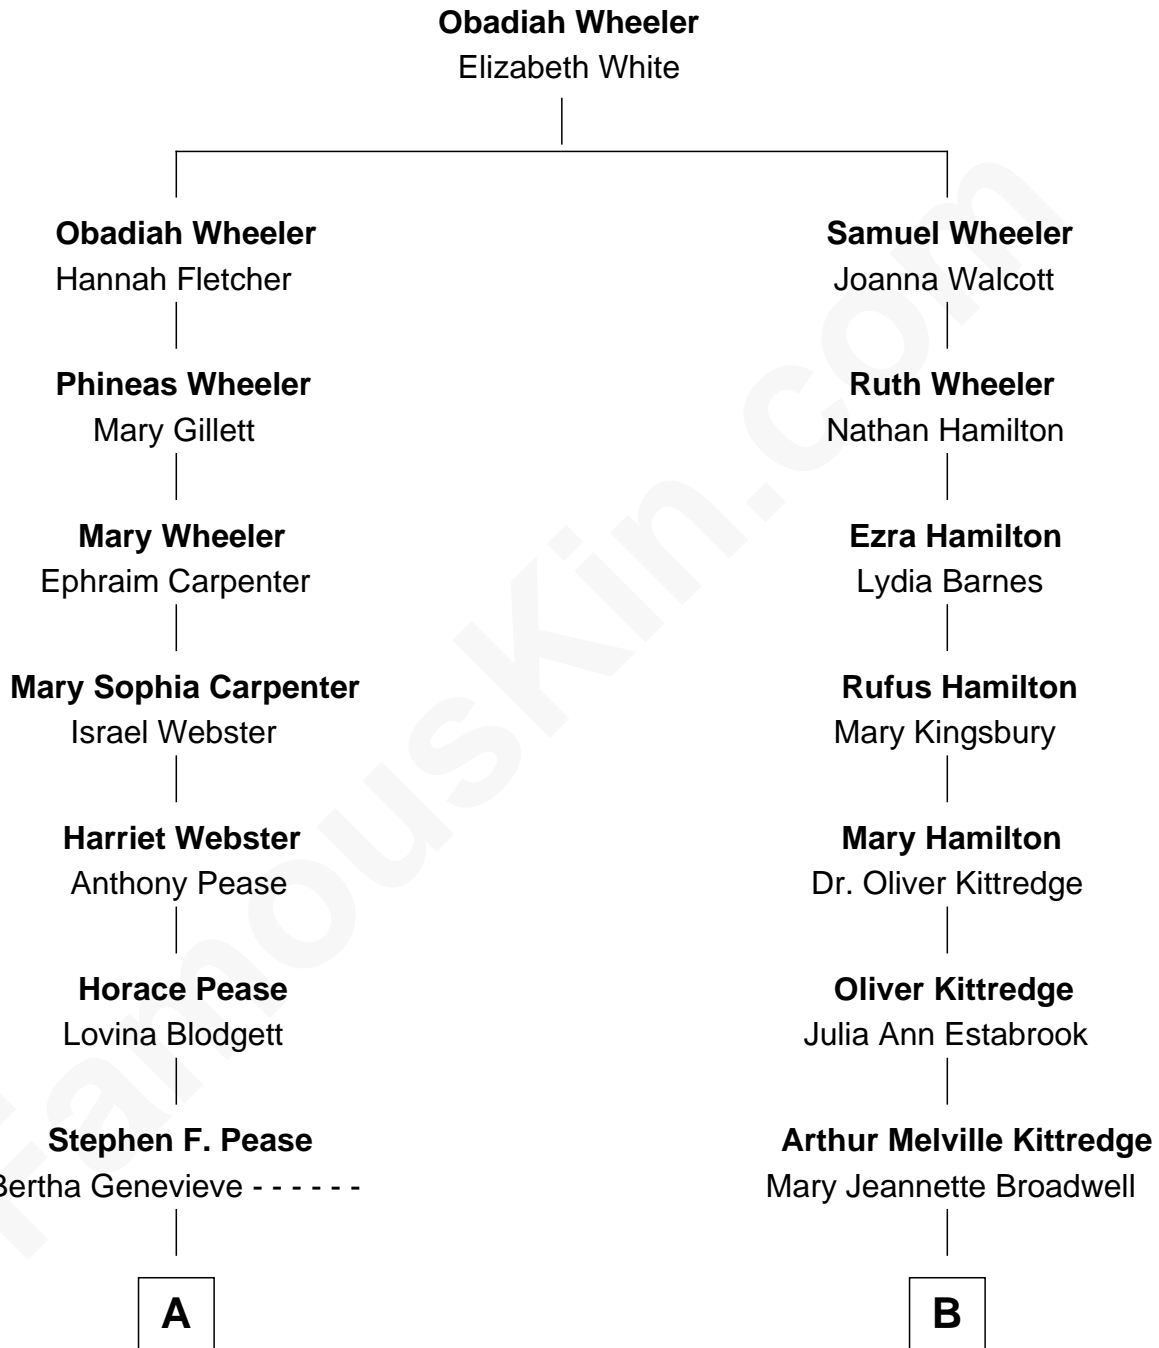 Obadiah Wheeler
Elizabeth White
Obadiah Wheeler
Hannah Fletcher
Samuel Wheeler
Joanna Walcott
Phineas Wheeler
Mary Gillett
Ruth Wheeler
Nathan Hamilton
Mary Wheeler
Ephraim Carpenter
Ezra Hamilton
Lydia Barnes
Mary Sophia Carpenter
Israel Webster
Rufus Hamilton
Mary Kingsbury
Harriet Webster
Anthony Pease
Mary Hamilton
Dr. Oliver Kittredge
Horace Pease
Lovina Blodgett
Oliver Kittredge
Julia Ann Estabrook
Stephen F. Pease
Bertha Genevieve - - - - - -
Arthur Melville Kittredge
Mary Jeannette Broadwell
A
B
FamousKin.com